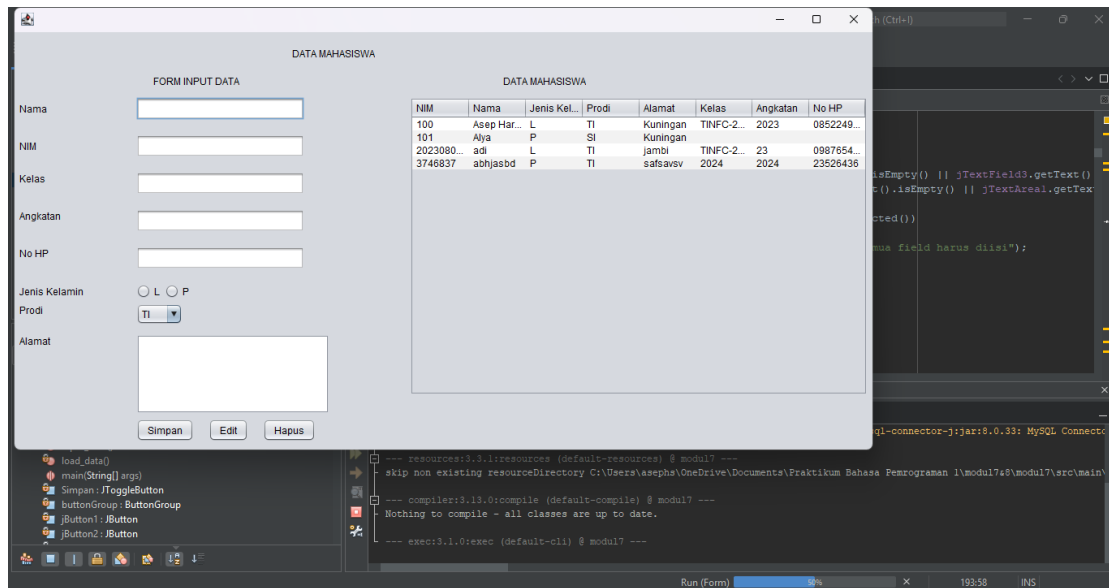 h (Ctrl+I)
DATA MAHASISWA
FORM INPUT DATA
DATA MAHASISWA
Nama
NIM
Kelas
Angkatan
No HP
Jenis Kelamin
L P
Prodi
TI
Alamat
Simpan Edit Hapus
NIM Nama Jenis Kel... Prodi Alamat Kelas Angkatan No HP
100 Asep Har... L TI Kuningan TINFC-2... 2023 0852249...
101 Alya P SI Kuningan
2023080... adi L TI jambi TINFC-2... 23 0987654...
3746837 abhjasbd P TI safsavsv 2024 2024 23526436
isEmpty() || jTextField3.getText()
t().isEmpty() || jTextArea1.getTex
cted())
mua field harus diisi");
load_data()
main(String[] args)
Simpan : JToggleButton
buttonGroup : ButtonGroup
jButton1 : JButton
jButton2 : JButton
ql-connector-j:jar:8.0.33: MySQL Connecto
--- resources:3.3.1:resources (default-resources) @ modul7 ---
skip non existing resourceDirectory C:\Users\asephs\OneDrive\Documents\Praktikum Bahasa Pemrograman 1\modul7&8\modul7\src\main\
--- compiler:3.13.0:compile (default-compile) @ modul7 ---
Nothing to compile - all classes are up to date.
--- exec:3.1.0:exec (default-cli) @ modul7 ---
Run (Form) 50% 193:58 INS